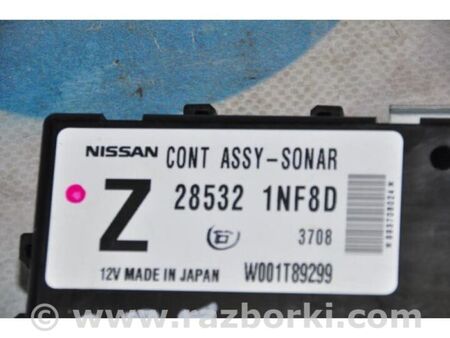 NISSAN CONT ASSY-SONAR
Z 28532 1NF8D
3708
12V MADE IN JAPAN W001T89299
www.razborki.com